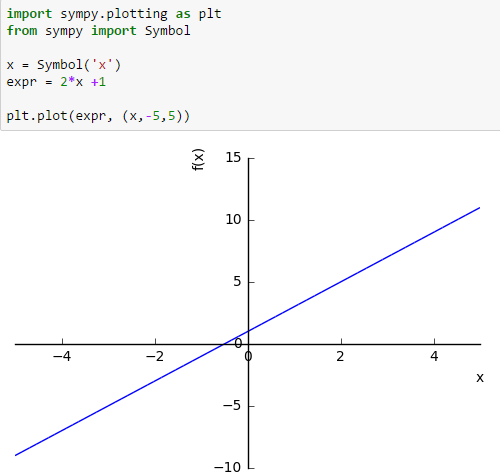 import sympy.plotting as plt
from sympy import Symbol
x = Symbol('x')
expr = 2*x +1
plt.plot(expr, (x,-5,5))
f(x)
15
10
5
0
−4 −2 0 2 4
x
−5
−10